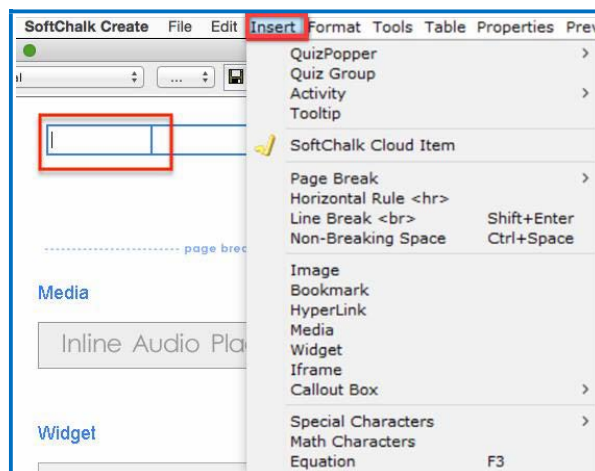 SoftChalk Create File Edit Insert Format Tools Table Properties Prev
al ...
QuizPopper >
Quiz Group
Activity >
Tooltip
SoftChalk Cloud Item
Page Break >
Horizontal Rule <hr>
Line Break <br> Shift+Enter
Non-Breaking Space Ctrl+Space
page brea
Image
Bookmark
HyperLink
Media
Widget
Iframe
Callout Box >
Media
Inline Audio Pla
Special Characters >
Math Characters
Equation F3
Widget